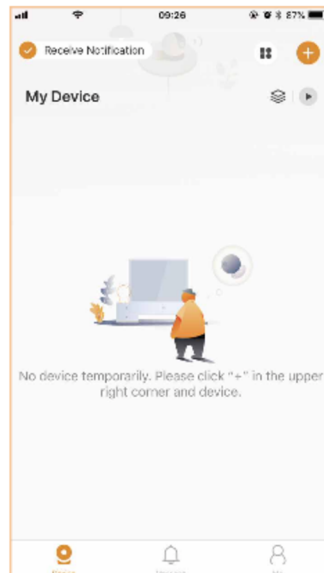 09:26
87%
Receive Notification
My Device
No device temporarily. Please click "+" in the upper
right corner and device.